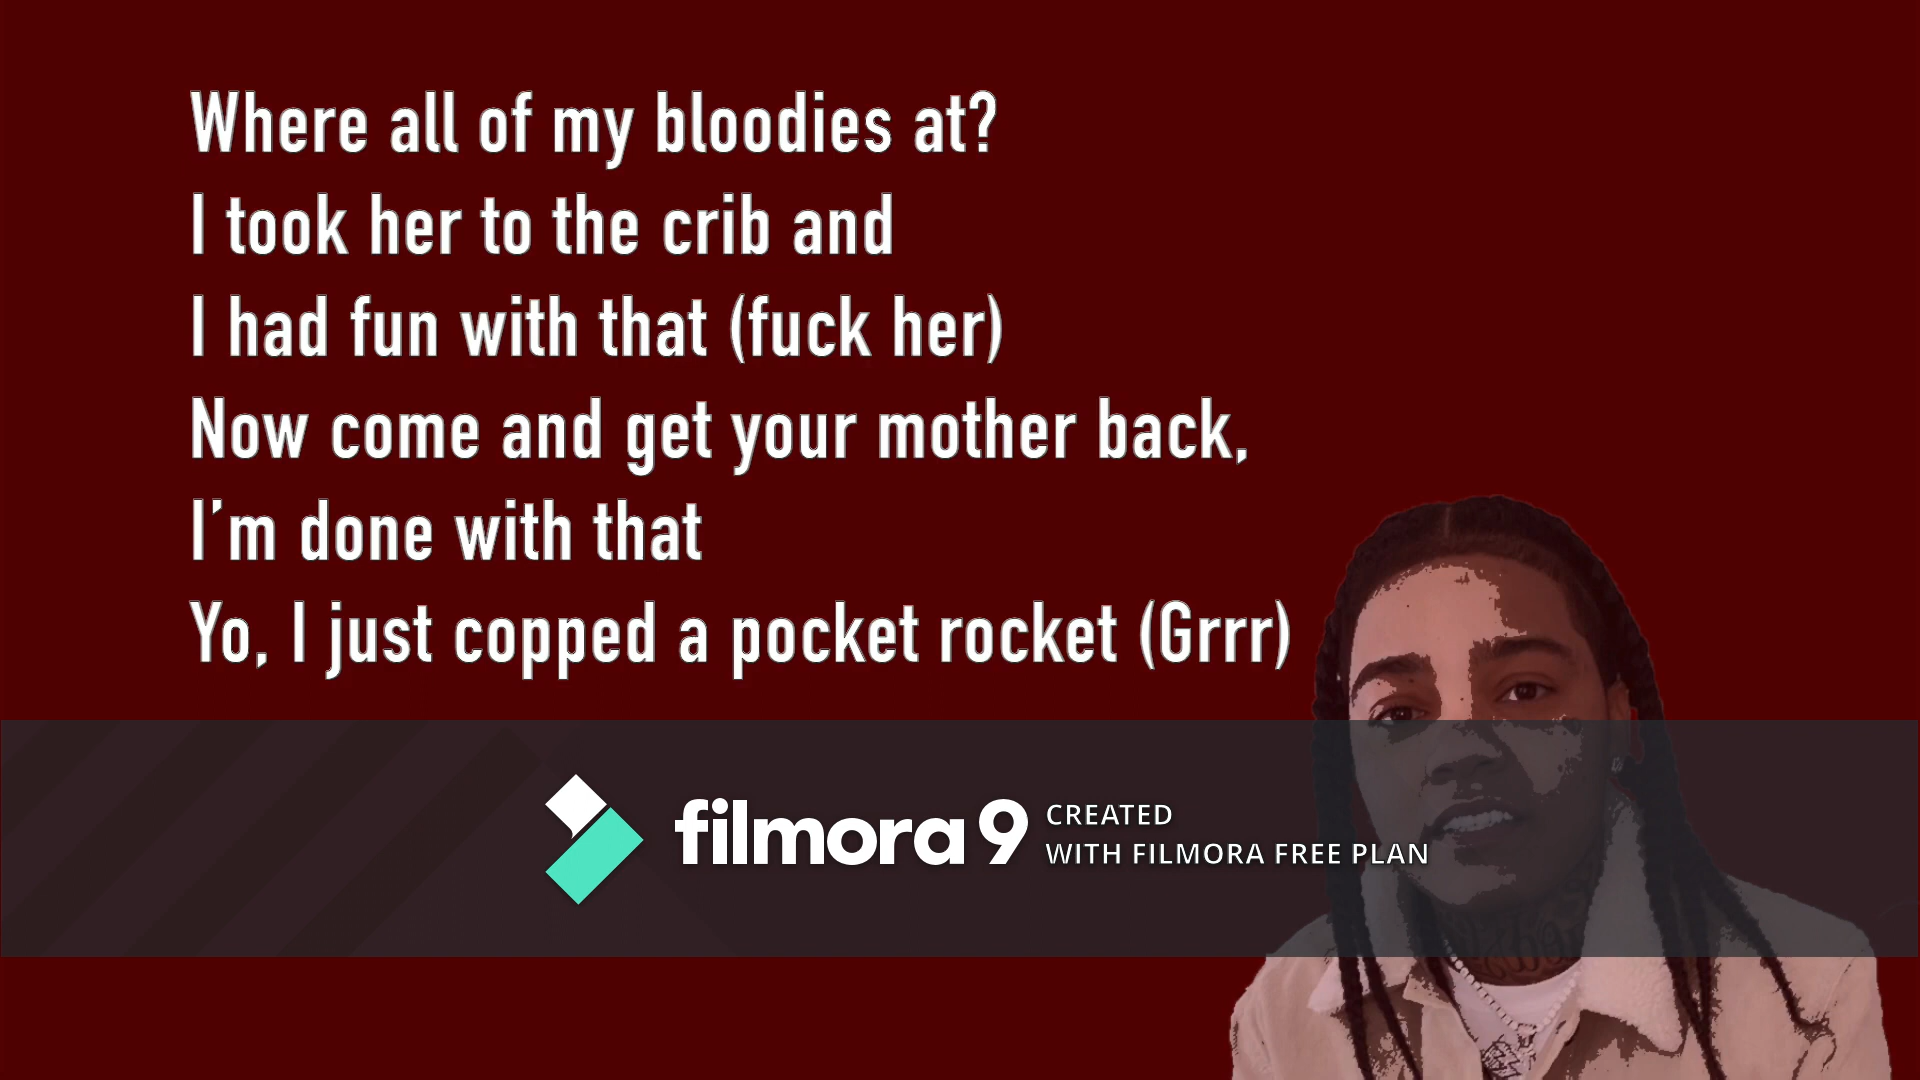 Where all of my bloodies at?
I took her to the crib and
I had fun with that (fuck her)
Now come and get your mother back,
I'm done with that
Yo, I just copped a pocket rocket (Grrr)
filmora 9
CREATED
WITH FILMORA FREE PLAN